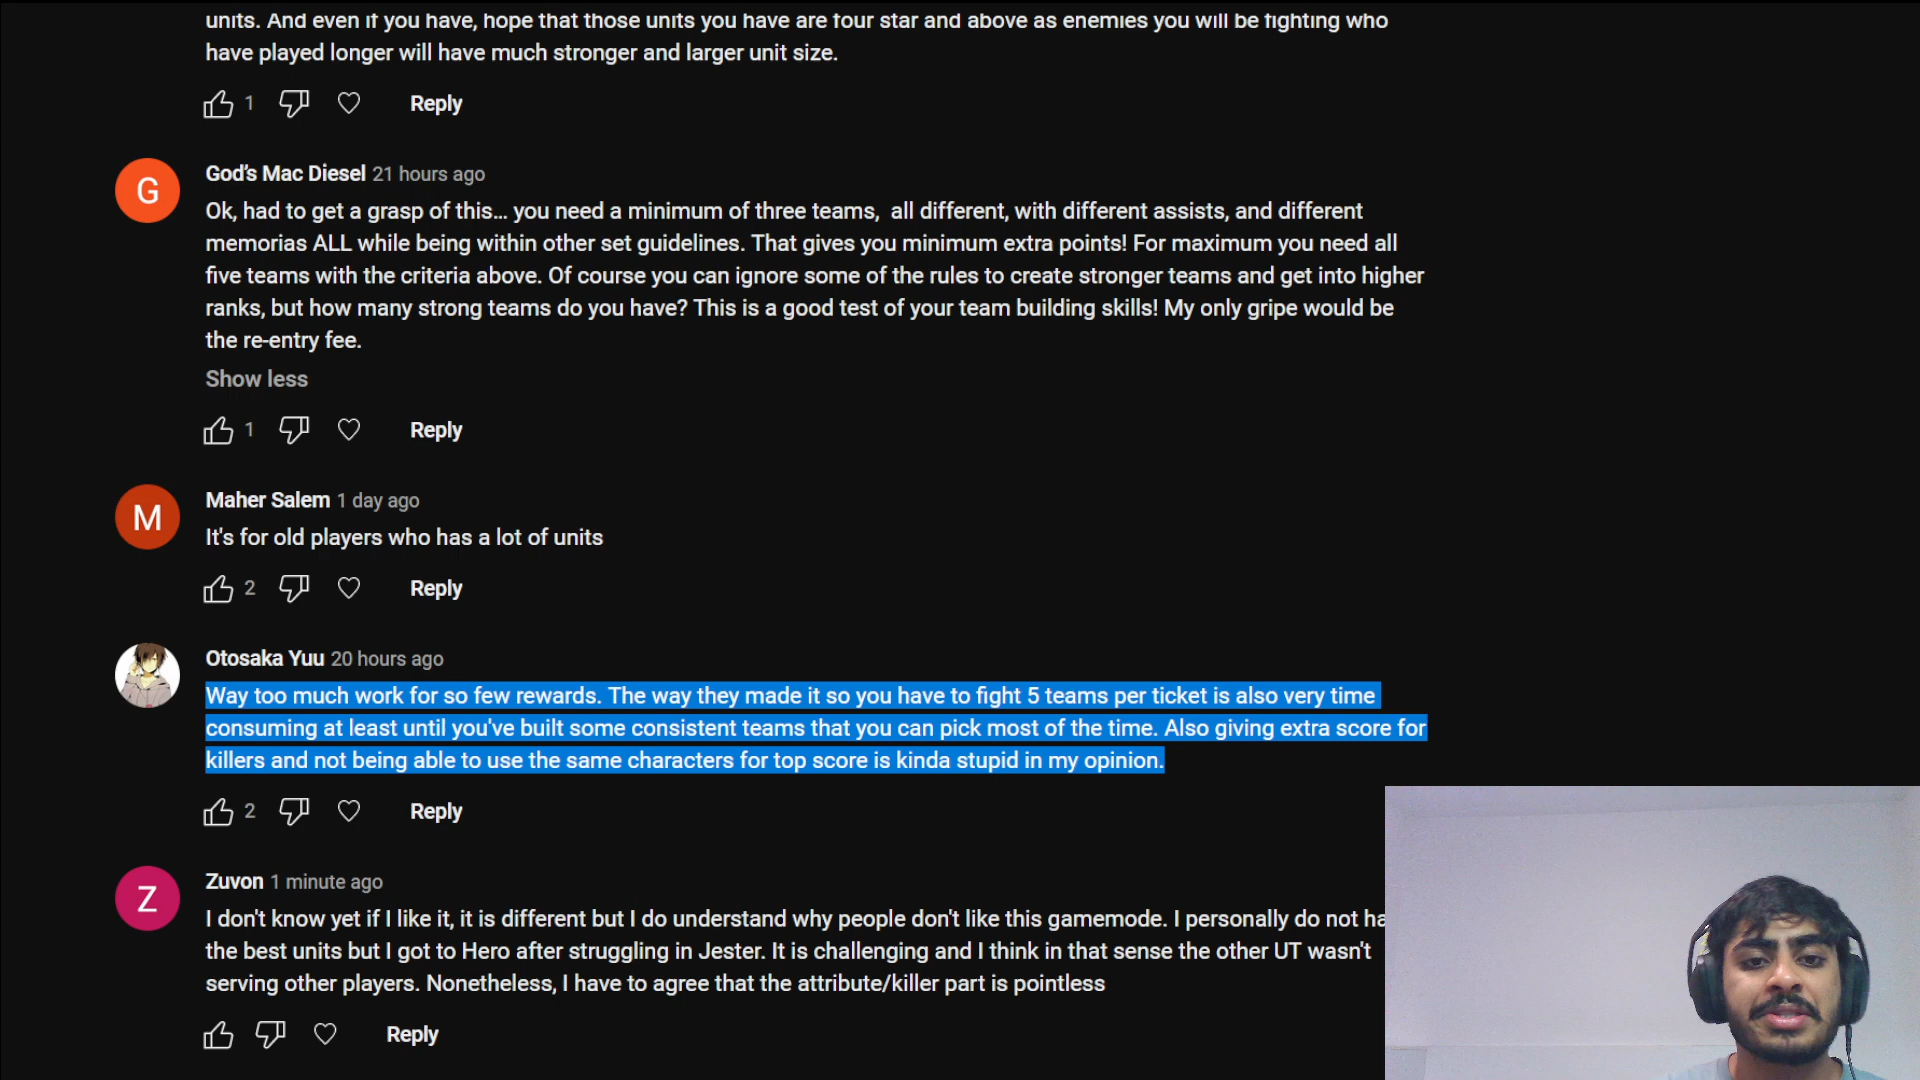 units. And even if you have, hope that those units you have are four star and above as enemies you will be fighting who
have played longer will have much stronger and larger unit size.
1 Reply
G God's Mac Diesel 21 hours ago
Ok, had to get a grasp of this... you need a minimum of three teams, all different, with different assists, and different
memorias ALL while being within other set guidelines. That gives you minimum extra points! For maximum you need all
five teams with the criteria above. Of course you can ignore some of the rules to create stronger teams and get into higher
ranks, but how many strong teams do you have? This is a good test of your team building skills! My only gripe would be
the re-entry fee.
Show less
1 Reply
M Maher Salem 1 day ago
It's for old players who has a lot of units
2 Reply
Otosaka Yuu 20 hours ago
Way too much work for so few rewards. The way they made it so you have to fight 5 teams per ticket is also very time
consuming at least until you've built some consistent teams that you can pick most of the time. Also giving extra score for
killers and not being able to use the same characters for top score is kinda stupid in my opinion.
2 Reply
Z Zuvon 1 minute ago
I don't know yet if I like it, it is different but I do understand why people don't like this gamemode. I personally do not ha
the best units but I got to Hero after struggling in Jester. It is challenging and I think in that sense the other UT wasn't
serving other players. Nonetheless, I have to agree that the attribute/killer part is pointless
Reply